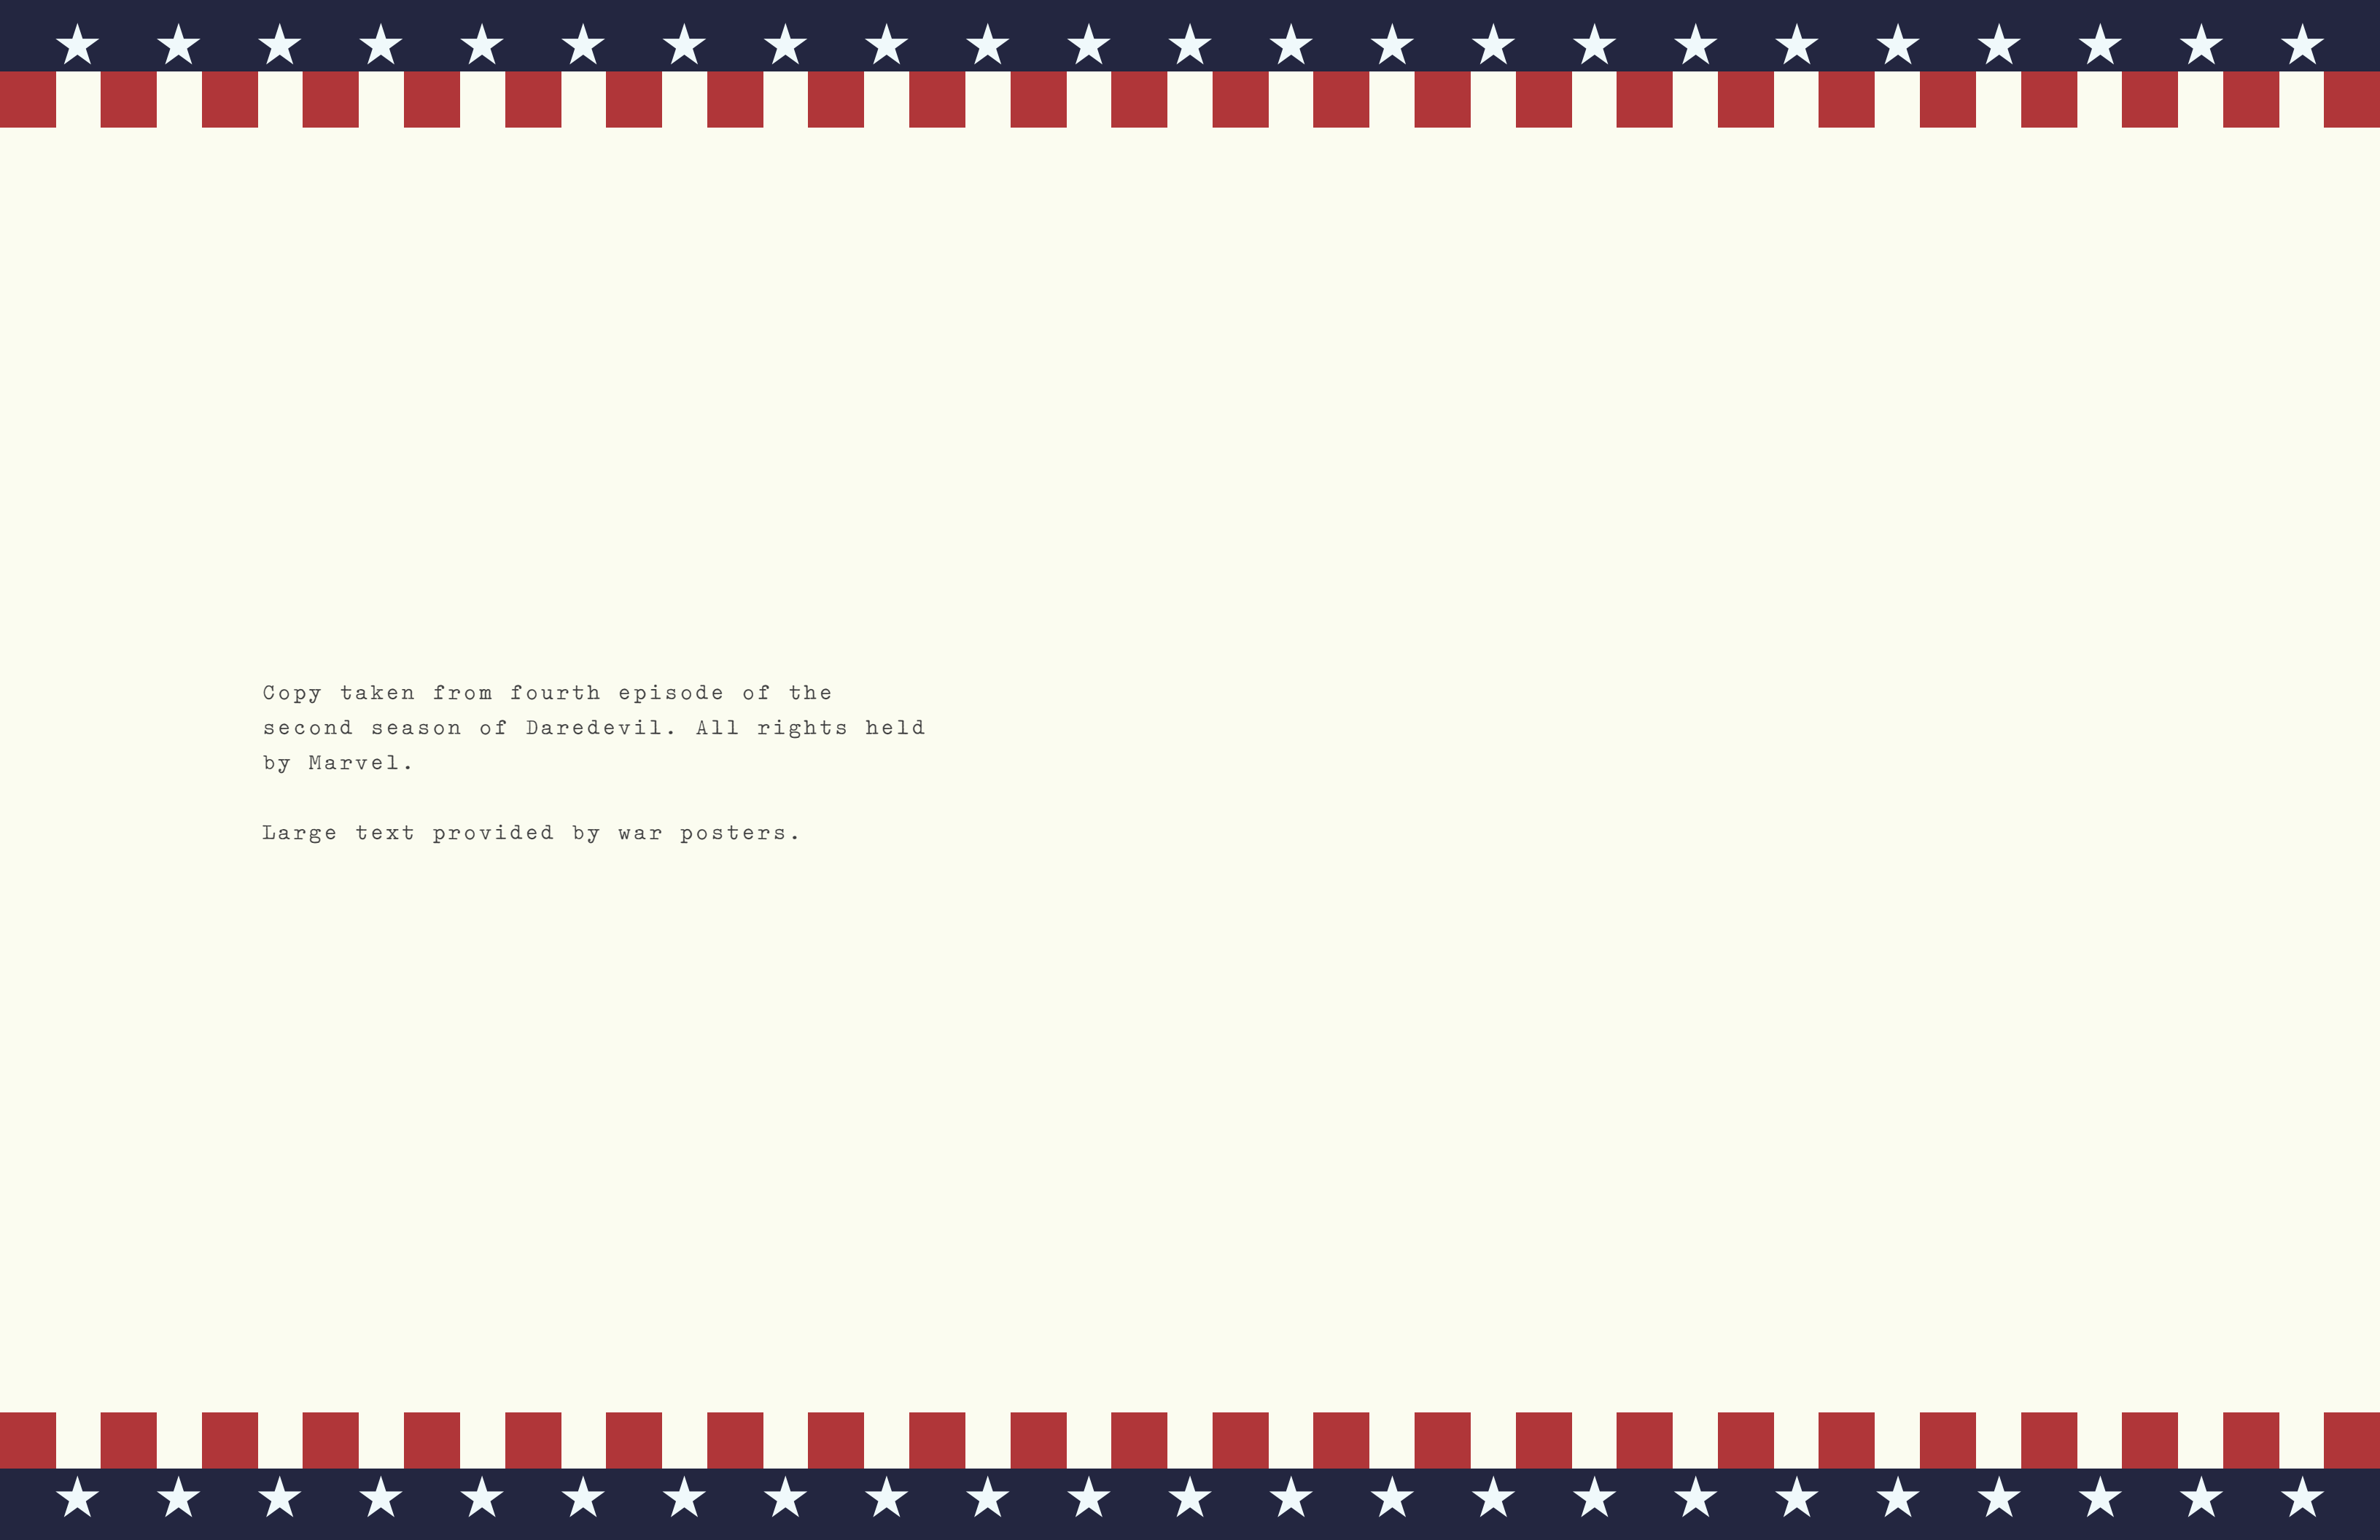 Copy taken from fourth episode of the
second season of Daredevil. All rights held
by Marvel.
Large text provided by war posters.